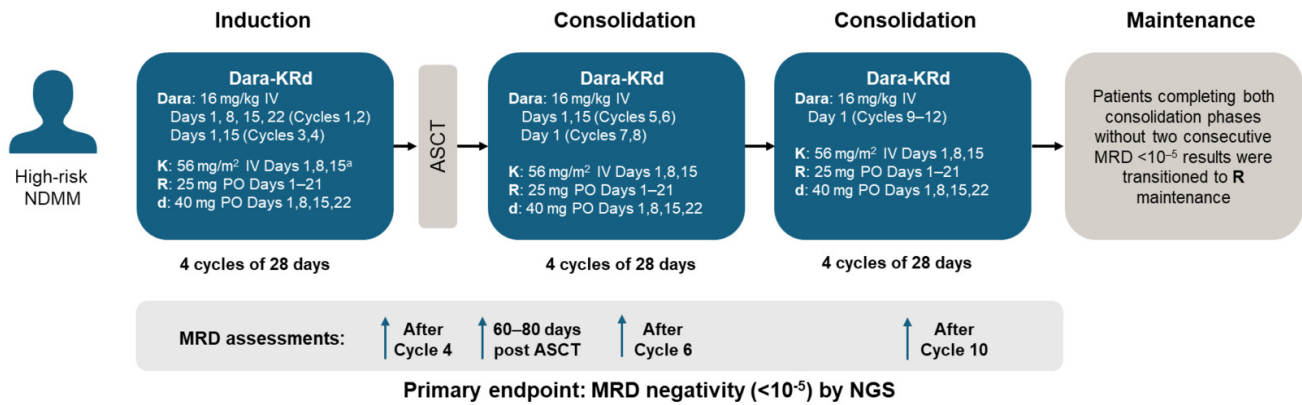 Induction
Consolidation
Consolidation
Maintenance
High-risk
NDMM
Dara-KRd
Dara: 16 mg/kg IV
Days 1, 8, 15, 22 (Cycles 1,2)
Days 1,15 (Cycles 3,4)
K: 56 mg/m² IV Days 1,8,15ᵃ
R: 25 mg PO Days 1–21
d: 40 mg PO Days 1,8,15,22
4 cycles of 28 days
ASCT
Dara-KRd
Dara: 16 mg/kg IV
Days 1,15 (Cycles 5,6)
Day 1 (Cycles 7,8)
K: 56 mg/m² IV Days 1,8,15
R: 25 mg PO Days 1–21
d: 40 mg PO Days 1,8,15,22
4 cycles of 28 days
Dara-KRd
Dara: 16 mg/kg IV
Day 1 (Cycles 9–12)
K: 56 mg/m² IV Days 1,8,15
R: 25 mg PO Days 1–21
d: 40 mg PO Days 1,8,15,22
4 cycles of 28 days
Patients completing both
consolidation phases
without two consecutive
MRD <10⁻⁵ results were
transitioned to R
maintenance
MRD assessments:
After
Cycle 4
60–80 days
post ASCT
After
Cycle 6
After
Cycle 10
Primary endpoint: MRD negativity (<10⁻⁵) by NGS